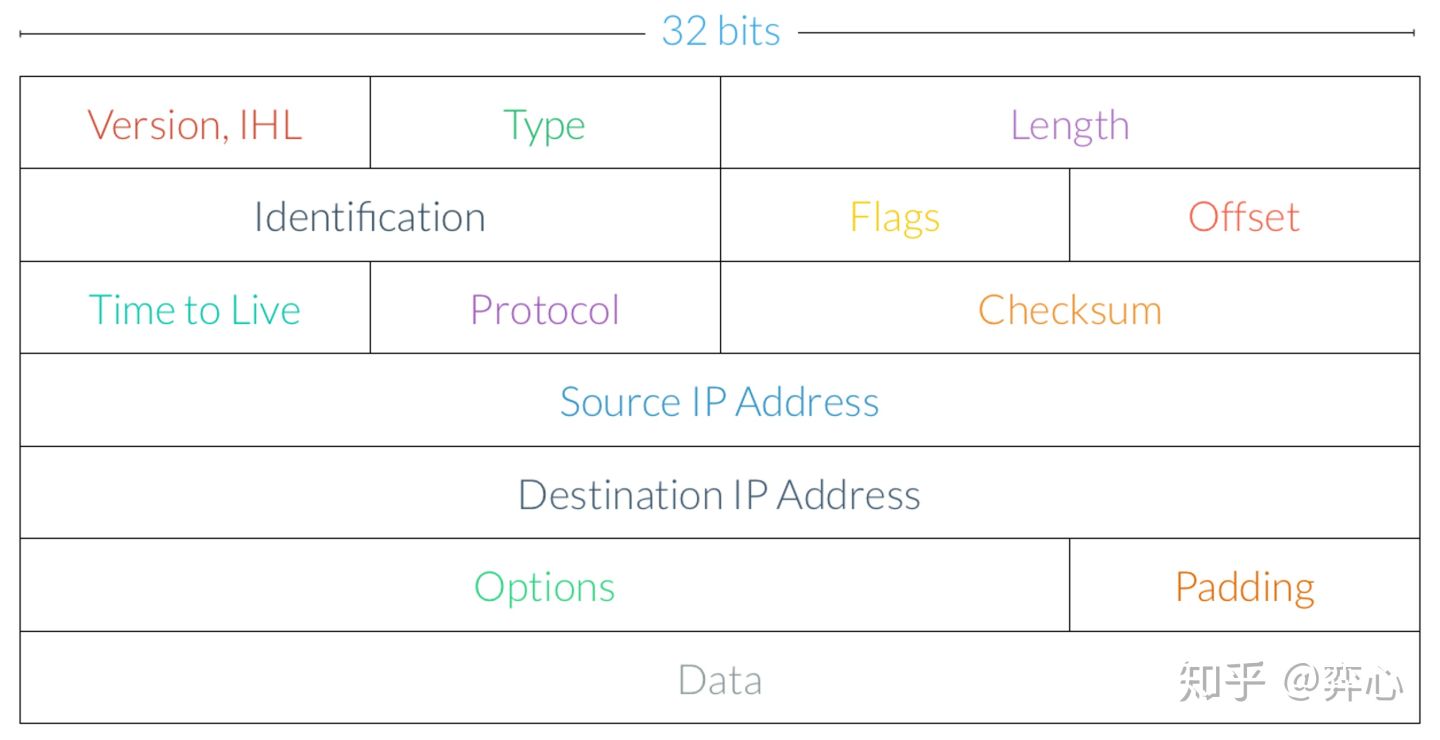 32 bits
Version, IHL Type Length
Identification Flags Offset
Time to Live Protocol Checksum
Source IP Address
Destination IP Address
Options Padding
Data
知乎 @弈心